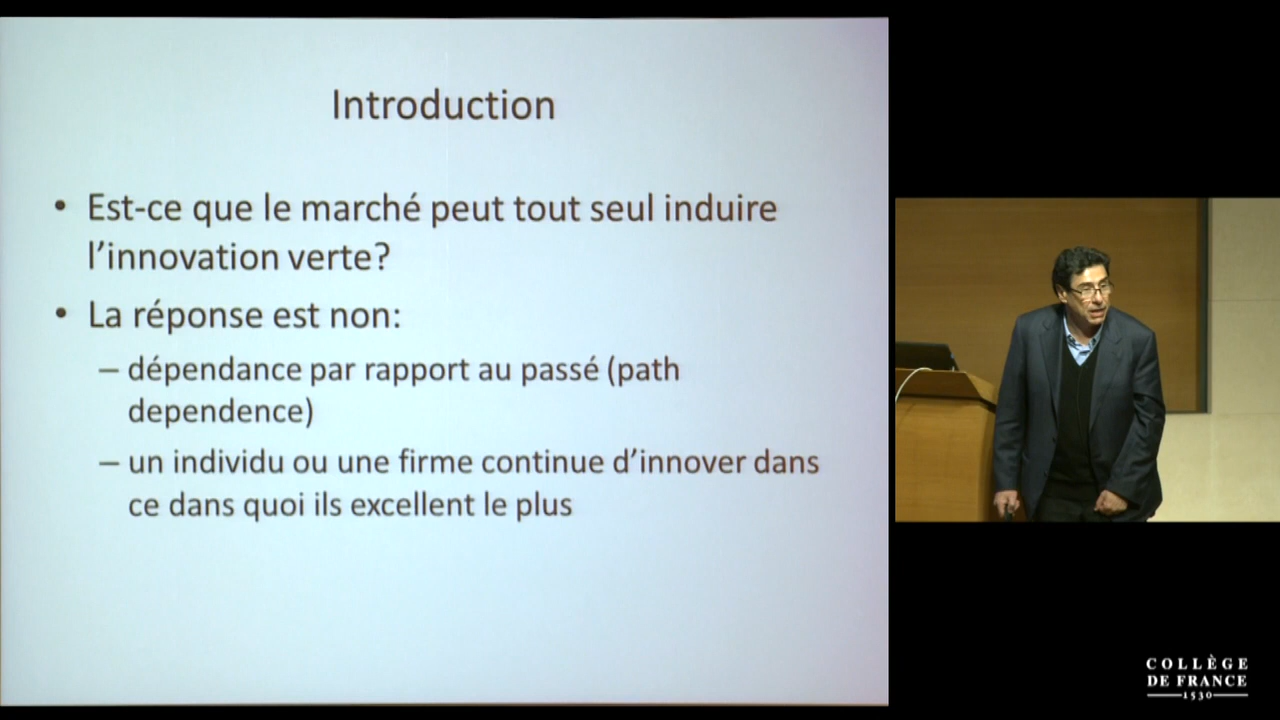 Introduction
• Est-ce que le marché peut tout seul induire
l’innovation verte?
• La réponse est non:
– dépendance par rapport au passé (path
dependence)
– un individu ou une firme continue d’innover dans
ce dans quoi ils excellent le plus
COLLÈGE
DE FRANCE
1530